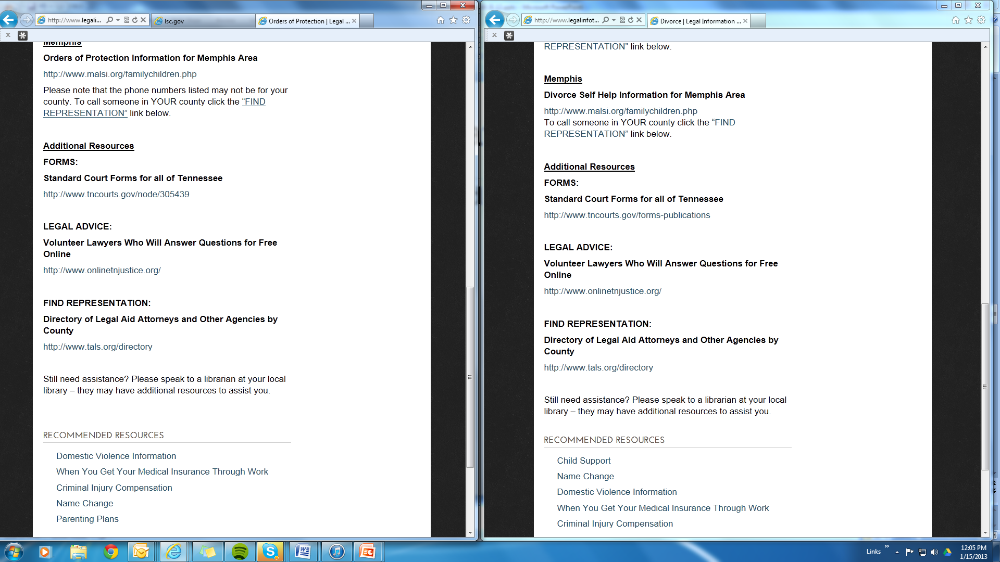 http://www.legali...
lsc.gov
Orders of Protection | Legal ...
Memphis
Orders of Protection Information for Memphis Area
http://www.malsi.org/familychildren.php
Please note that the phone numbers listed may not be for your
county. To call someone in YOUR county click the “FIND
REPRESENTATION” link below.
Additional Resources
FORMS:
Standard Court Forms for all of Tennessee
http://www.tncourts.gov/node/305439
LEGAL ADVICE:
Volunteer Lawyers Who Will Answer Questions for Free
Online
http://www.onlinetnjustice.org/
FIND REPRESENTATION:
Directory of Legal Aid Attorneys and Other Agencies by
County
http://www.tals.org/directory
Still need assistance? Please speak to a librarian at your local
library – they may have additional resources to assist you.
RECOMMENDED RESOURCES
Domestic Violence Information
When You Get Your Medical Insurance Through Work
Criminal Injury Compensation
Name Change
Parenting Plans
http://www.legalinfot...
Divorce | Legal Information ...
REPRESENTATION” link below.
Memphis
Divorce Self Help Information for Memphis Area
http://www.malsi.org/familychildren.php
To call someone in YOUR county click the “FIND
REPRESENTATION” link below.
Additional Resources
FORMS:
Standard Court Forms for all of Tennessee
http://www.tncourts.gov/forms-publications
LEGAL ADVICE:
Volunteer Lawyers Who Will Answer Questions for Free
Online
http://www.onlinetnjustice.org/
FIND REPRESENTATION:
Directory of Legal Aid Attorneys and Other Agencies by
County
http://www.tals.org/directory
Still need assistance? Please speak to a librarian at your local
library – they may have additional resources to assist you.
RECOMMENDED RESOURCES
Child Support
Name Change
Domestic Violence Information
When You Get Your Medical Insurance Through Work
Criminal Injury Compensation
Links
12:05 PM
1/15/2013